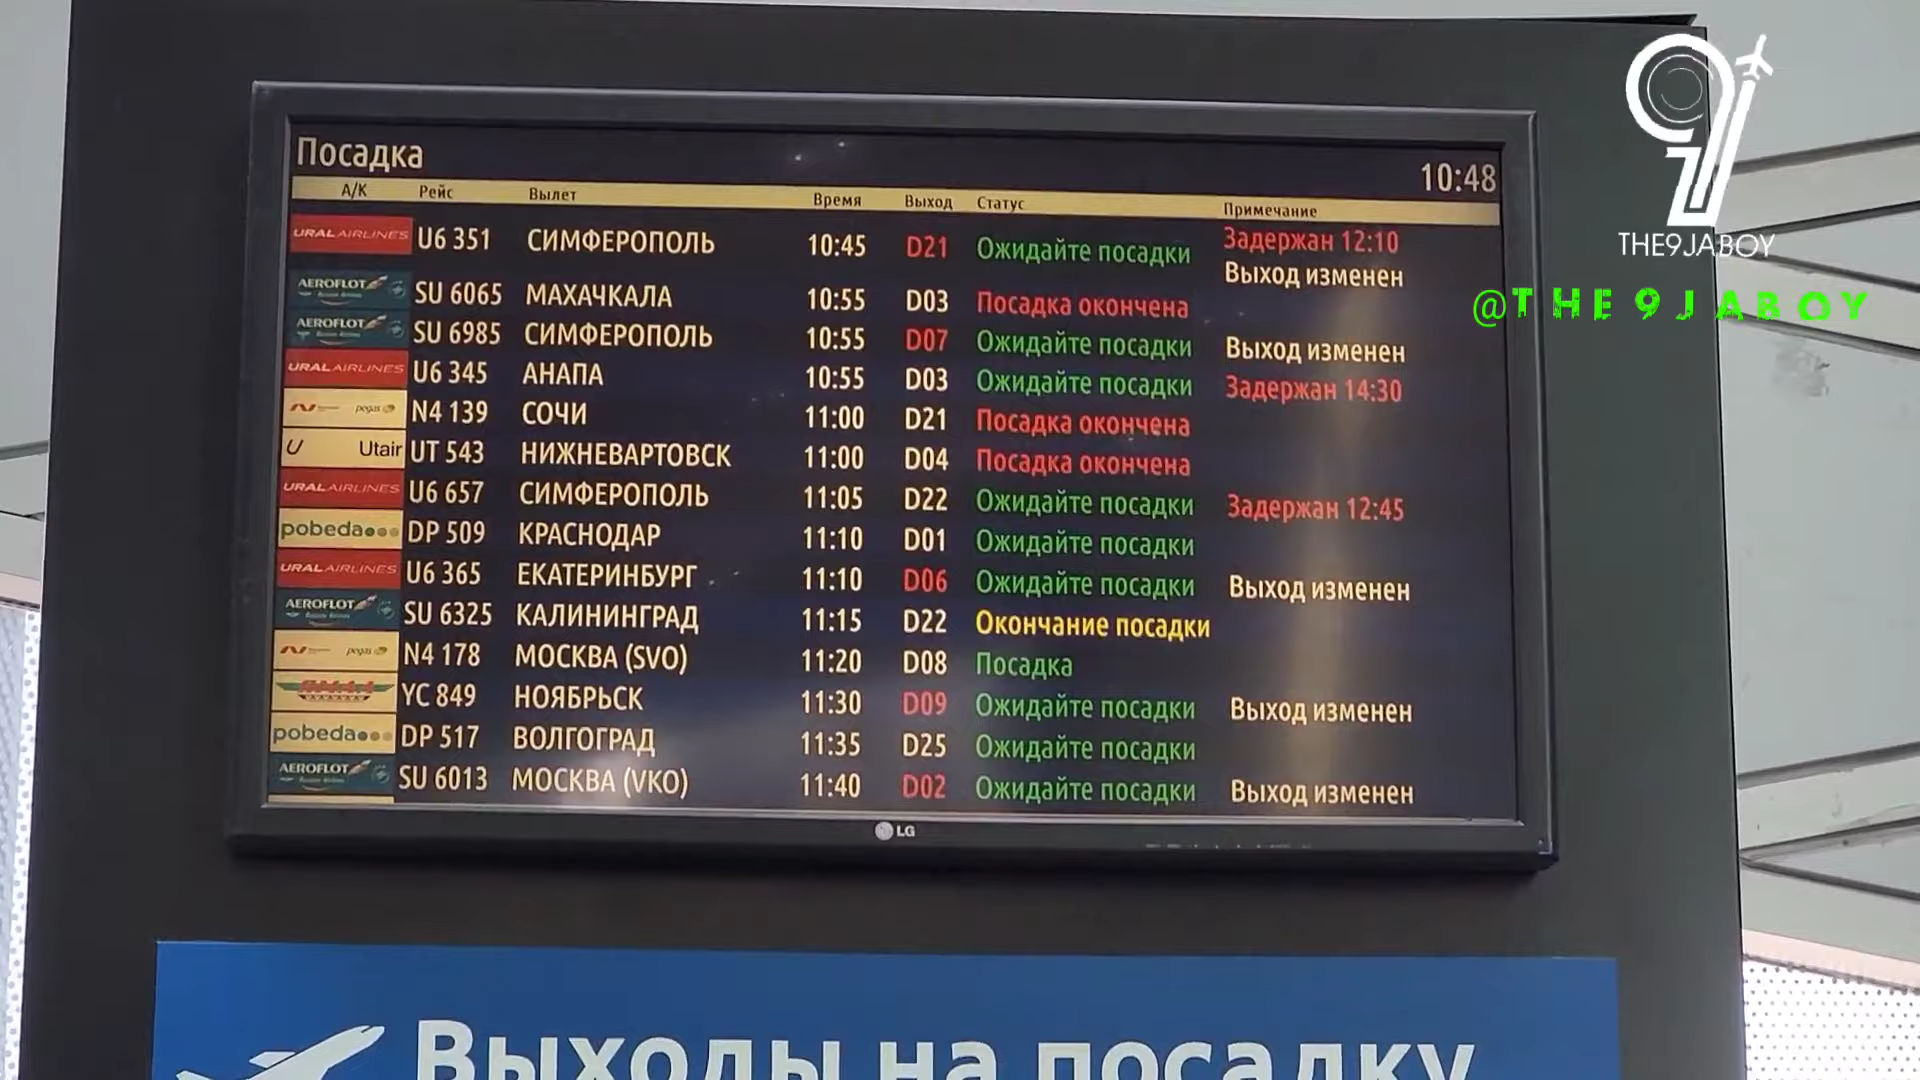 Посадка 10:48
А/К Рейс Вылет Время Выход Статус Примечание
URALAIRLINES U6 351 СИМФЕРОПОЛЬ 10:45 D21 Ожидайте посадки Задержан 12:10
Выход изменен
AEROFLOT SU 6065 МАХАЧКАЛА 10:55 D03 Посадка окончена
AEROFLOT SU 6985 СИМФЕРОПОЛЬ 10:55 D07 Ожидайте посадки Выход изменен
URALAIRLINES U6 345 АНАПА 10:55 D03 Ожидайте посадки Задержан 14:30
pegas N4 139 СОЧИ 11:00 D21 Посадка окончена
Utair UT 543 НИЖНЕВАРТОВСК 11:00 D04 Посадка окончена
URALAIRLINES U6 657 СИМФЕРОПОЛЬ 11:05 D22 Ожидайте посадки Задержан 12:45
pobeda DP 509 КРАСНОДАР 11:10 D01 Ожидайте посадки
URALAIRLINES U6 365 ЕКАТЕРИНБУРГ 11:10 D06 Ожидайте посадки Выход изменен
AEROFLOT SU 6325 КАЛИНИНГРАД 11:15 D22 Окончание посадки
pegas N4 178 МОСКВА (SVO) 11:20 D08 Посадка
YC 849 НОЯБРЬСК 11:30 D09 Ожидайте посадки Выход изменен
pobeda DP 517 ВОЛГОГРАД 11:35 D25 Ожидайте посадки
AEROFLOT SU 6013 МОСКВА (VKO) 11:40 D02 Ожидайте посадки Выход изменен
LG
Выходы на посадку
THE9JABOY
@THE9JABOY